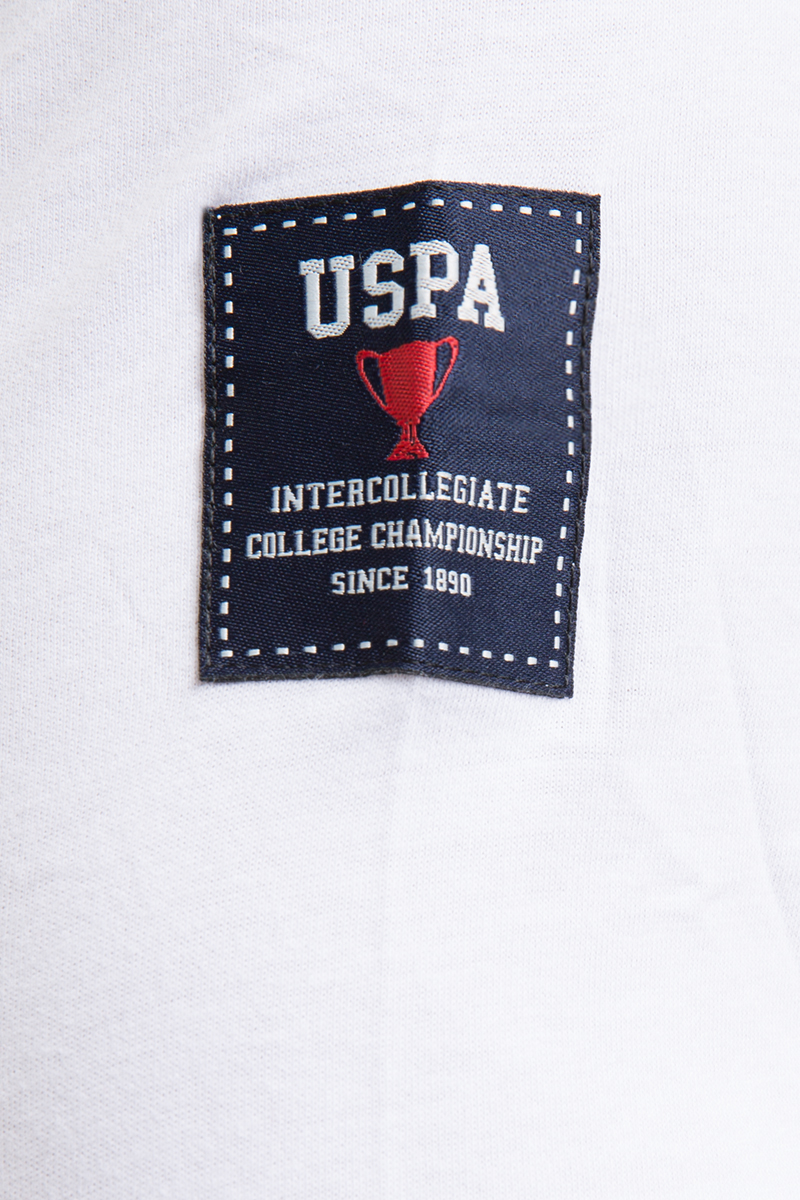 USPA
INTERCOLLEGIATE
COLLEGE CHAMPIONSHIP
SINCE 1890